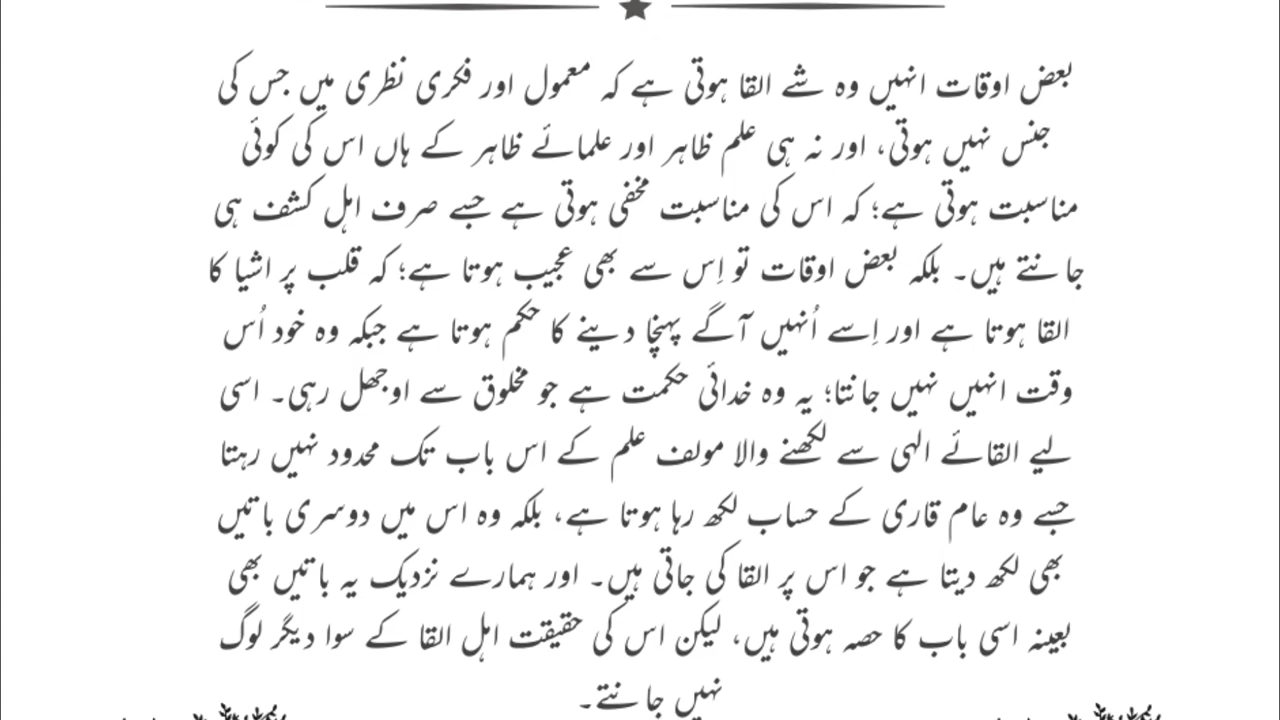 بعض اوقات انہیں وہ شے القا ہوتی ہے کہ معمول اور فکری نظری میں جس کی
جنس نہیں ہوتی، اور نہ ہی علم ظاہر اور علمائے ظاہر کے ہاں اس کی کوئی
مناسبت ہوتی ہے؛ کہ اس کی مناسبت مخفی ہوتی ہے جسے صرف اہل کشف ہی
جانتے ہیں۔ بلکہ بعض اوقات تو اِس سے بھی عجیب ہوتا ہے؛ کہ قلب پر اشیا کا
القا ہوتا ہے اور اِسے اُنہیں آگے پہنچا دینے کا حکم ہوتا ہے جبکہ وہ خود اُس
وقت انہیں نہیں جانتا؛ یہ وہ خدائی حکمت ہے جو مخلوق سے اوجھل رہی۔ اسی
لیے القائے الہی سے لکھنے والا مولف علم کے اس باب تک محدود نہیں رہتا
جسے وہ عام قاری کے حساب لکھ رہا ہوتا ہے، بلکہ وہ اس میں دوسری باتیں
بھی لکھ دیتا ہے جو اس پر القا کی جاتی ہیں۔ اور ہمارے نزدیک یہ باتیں بھی
بعینہ اسی باب کا حصہ ہوتی ہیں، لیکن اس کی حقیقت اہل القا کے سوا دیگر لوگ
نہیں جانتے۔